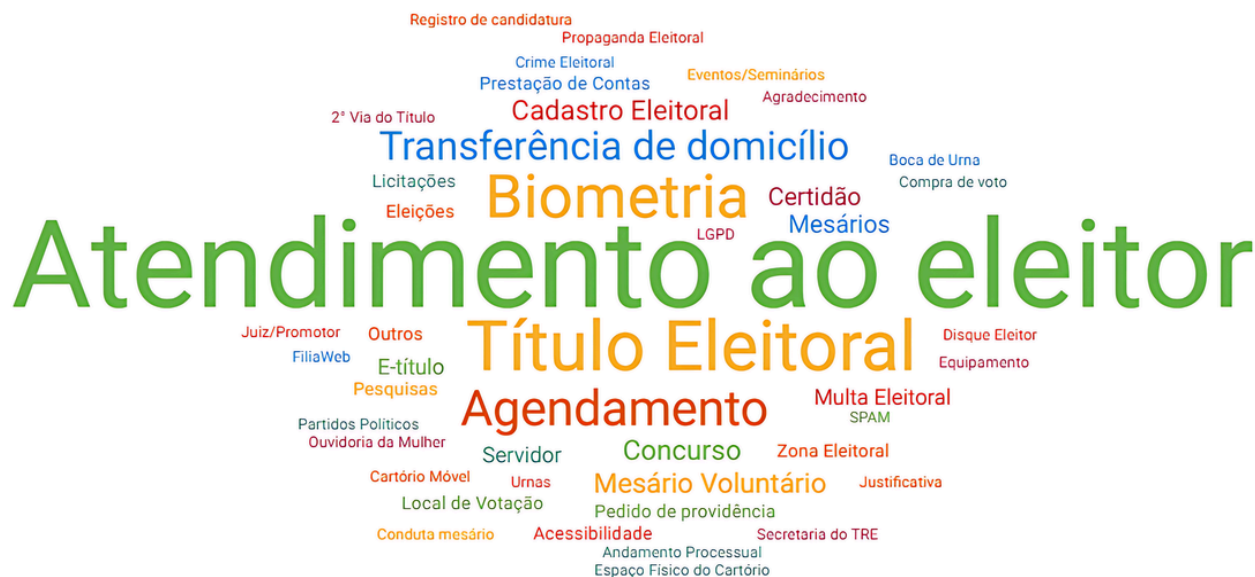 Registro de candidatura
Propaganda Eleitoral
Crime Eleitoral
Eventos/Seminários
Prestação de Contas
Agradecimento
Cadastro Eleitoral
2° Via do Título
Transferência de domicílio
Boca de Urna
Licitações
Biometria
Certidão
Compra de voto
Eleições
LGPD
Mesários
Atendimento ao eleitor
Juiz/Promotor
Outros
Título Eleitoral
Disque Eleitor
FiliaWeb
E-título
Equipamento
Pesquisas
Agendamento
Multa Eleitoral
SPAM
Partidos Políticos
Ouvidoria da Mulher
Servidor
Concurso
Zona Eleitoral
Cartório Móvel
Urnas
Mesário Voluntário
Justificativa
Local de Votação
Pedido de providência
Conduta mesário
Acessibilidade
Secretaria do TRE
Andamento Processual
Espaço Físico do Cartório